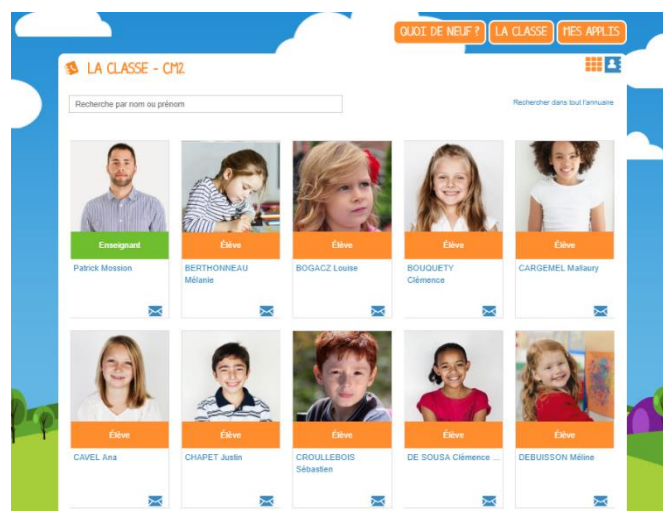 QUOI DE NEUF ?
LA CLASSE
MES APPLIS
LA CLASSE - CM2
Recherche par nom ou prénom
Rechercher dans tout l'annuaire
Enseignant
Élève
Élève
Élève
Élève
Patrick Mossion
BERTHONNEAU
Mélanie
BOGACZ Louise
BOUQUETY
Clémence
CARGEMEL Mallaury
Élève
Élève
Élève
Élève
Élève
CAVEL Ana
CHAPET Justin
CROULLEBOIS
Sébastien
DE SOUSA Clémence ...
DEBUISSON Méline